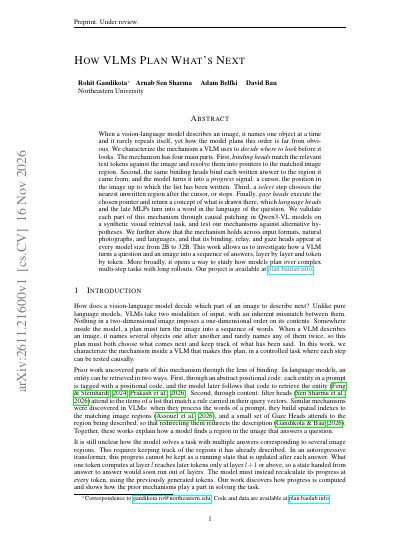 Preprint. Under review.
HOW VLMS PLAN WHAT'S NEXT
Rohit Gandikota* Arnab Sen Sharma Adam Belfki David Bau
Northeastern University
ABSTRACT
When a vision-language model describes an image, it names one object at a time
and it rarely repeats itself, yet how the model plans this order is far from obvi-
ous. We characterize the mechanism a VLM uses to decide where to look before it
looks. The mechanism has four main parts. First, binding heads match the relevant
text tokens against the image and resolve them into pointers to the matched image
region. Second, the same binding heads bind each written answer to the region it
came from, and the model turns it into a progress signal: a cursor, the position
in the image up to which the list has been written. Third, a select step chooses the
nearest unwritten region after the cursor, or stops. Finally, gaze heads execute the
chosen pointer and return a concept of what is drawn there, which language heads
and the late MLPs turn into a word in the language of the question. We validate
each part of this mechanism through causal patching in Qwen3-VL models on
a synthetic visual retrieval task, and test our mechanisms against alternative hy-
potheses. We further show that the mechanism holds across input formats, natural
photographs, and languages, and that its binding, relay, and gaze heads appear at
every model size from 2B to 32B. This work allows us to investigate how a VLM
turns a question and an image into a sequence of answers, layer by layer and token by
token. More broadly, it opens a way to study how models plan over complex
multi-step tasks with long rollouts. Our project is available at plan.baulab.info.
1 INTRODUCTION
How does a vision-language model decide which part of an image to describe next? Unlike pure
language models, VLMs take two modalities of input, with an inherent mismatch between them.
Nothing in a two-dimensional image imposes a one-dimensional order on its contents. Somewhere
inside the model, a plan must turn the image into a sequence of words. When a VLM describes
an image, it names several objects one after another and rarely names any of them twice, so this
plan must both choose what comes next and keep track of what has been said. In this work, we
characterize the mechanism inside a VLM that makes this plan, in a controlled task where each step
can be tested causally.
Prior work uncovered parts of this mechanism through the lens of binding. In language models, an
entity can be retrieved in two ways. First, through an abstract positional code: each entity in a prompt
is tagged with a positional code, and the model later follows that code to retrieve the entity (Feng
& Steinhardt, 2024; Prakash et al., 2026). Second, through content: filter heads (Sen Sharma et al.,
2026) attend to the items of a list that match a rule carried in their query vectors. Similar mechanisms
were discovered in VLMs: when they process the words of a prompt, they build spatial indexes to
the matching image regions (Assouel et al., 2026), and a small set of Gaze Heads attends to the
region being described, so that redirecting them redirects the description (Gandikota & Bau, 2026).
Together, these works explain how a model finds a region in the image that answers a question.
It is still unclear how the model solves a task with multiple answers corresponding to several image
regions. This requires keeping track of the regions it has already described. In an autoregressive
transformer, this progress cannot be kept as a running state that is updated after each answer. What
one token computes at layer l reaches later tokens only at layer l + 1 or above, so a state handed
from answer to answer would soon run out of layers. The model must instead recalculate its progress at
every token, using the previously generated tokens. Our work discovers how progress is computed
and shows how the prior mechanisms play a part in solving the task.
*Correspondence to gandikota.ro@northeastern.edu. Code and data are available at plan.baulab.info
1
arXiv:2611.21600v1 [cs.CV] 16 Nov 2026